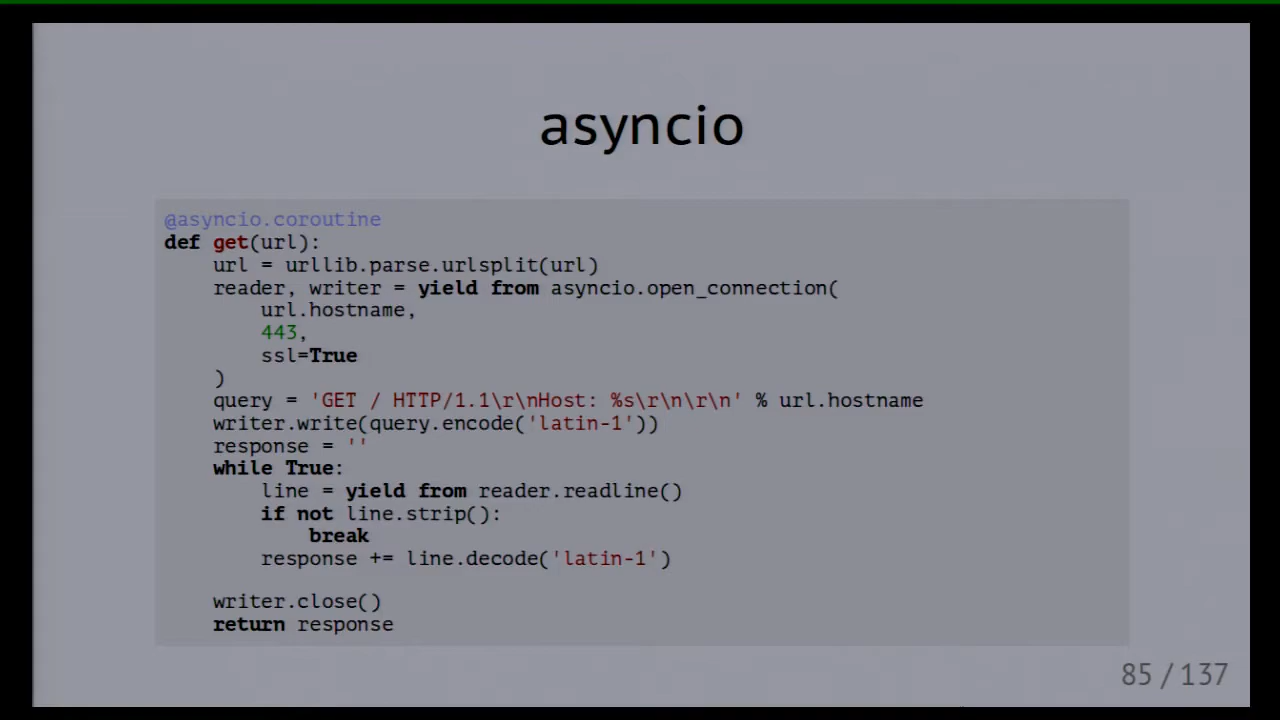 asyncio
@asyncio.coroutine
def get(url):
    url = urllib.parse.urlsplit(url)
    reader, writer = yield from asyncio.open_connection(
        url.hostname,
        443,
        ssl=True
    )
    query = 'GET / HTTP/1.1\r\nHost: %s\r\n\r\n' % url.hostname
    writer.write(query.encode('latin-1'))
    response = ''
    while True:
        line = yield from reader.readline()
        if not line.strip():
            break
        response += line.decode('latin-1')
    writer.close()
    return response
85 / 137